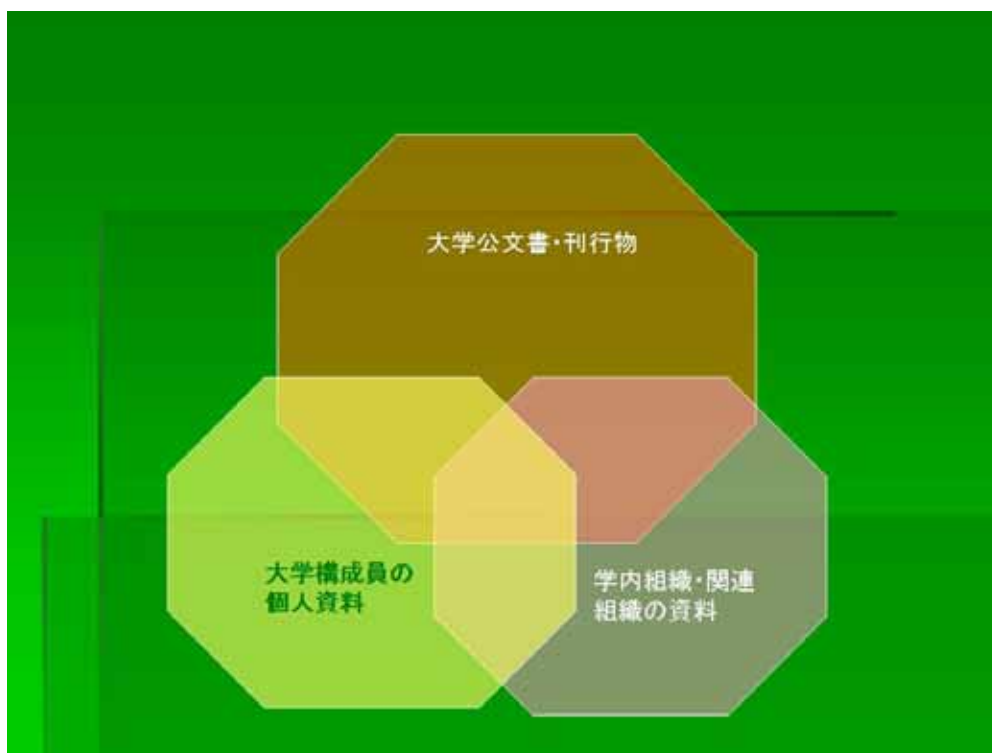 大学公文書・刊行物
大学構成員の
個人資料
学内組織・関連
組織の資料